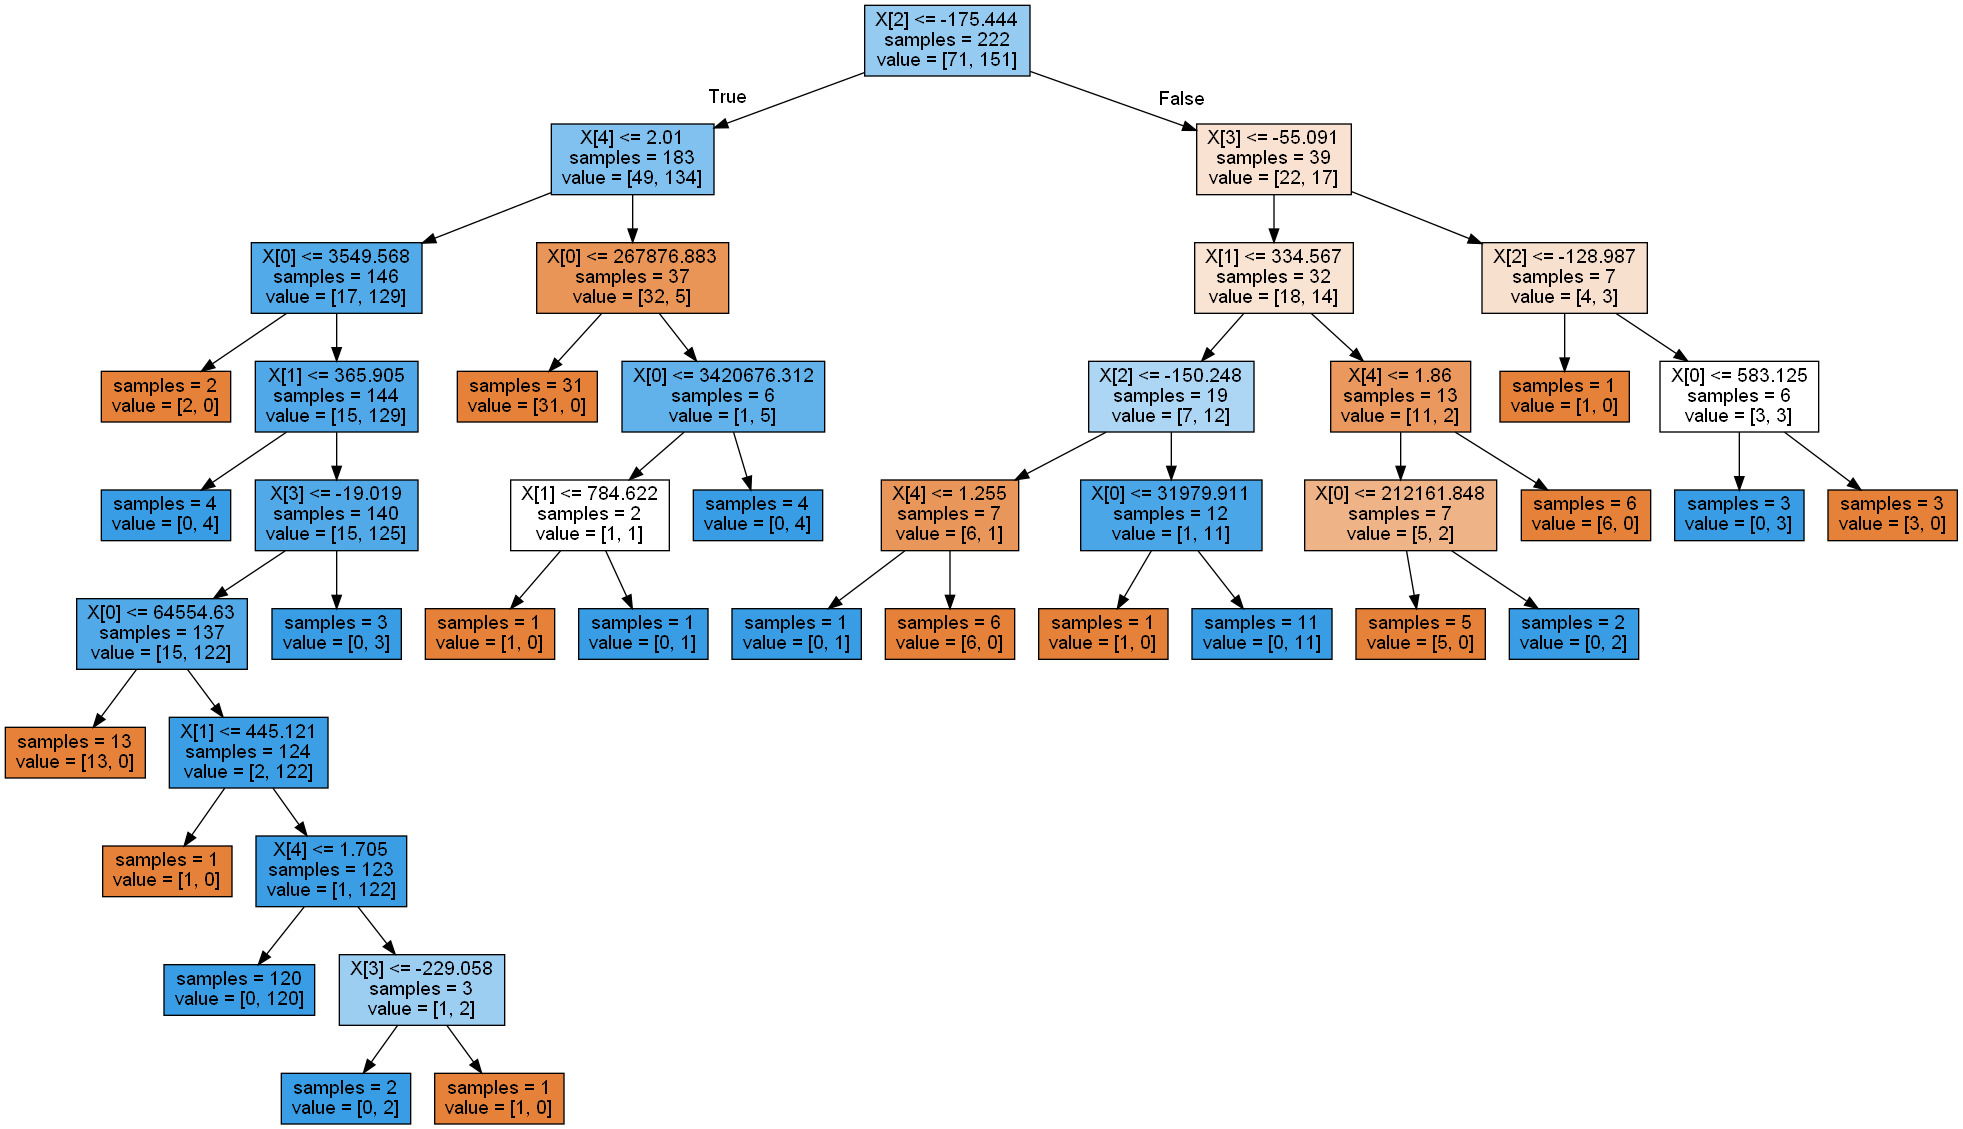 X[2] <= -175.444
samples = 222
value = [71, 151]
True
False
X[4] <= 2.01
samples = 183
value = [49, 134]
X[3] <= -55.091
samples = 39
value = [22, 17]
X[0] <= 3549.568
samples = 146
value = [17, 129]
X[0] <= 267876.883
samples = 37
value = [32, 5]
X[1] <= 334.567
samples = 32
value = [18, 14]
X[2] <= -128.987
samples = 7
value = [4, 3]
samples = 2
value = [2, 0]
X[1] <= 365.905
samples = 144
value = [15, 129]
samples = 31
value = [31, 0]
X[0] <= 3420676.312
samples = 6
value = [1, 5]
X[2] <= -150.248
samples = 19
value = [7, 12]
X[4] <= 1.86
samples = 13
value = [11, 2]
samples = 1
value = [1, 0]
X[0] <= 583.125
samples = 6
value = [3, 3]
samples = 4
value = [0, 4]
X[3] <= -19.019
samples = 140
value = [15, 125]
X[1] <= 784.622
samples = 2
value = [1, 1]
samples = 4
value = [0, 4]
X[4] <= 1.255
samples = 7
value = [6, 1]
X[0] <= 31979.911
samples = 12
value = [1, 11]
X[0] <= 212161.848
samples = 7
value = [5, 2]
samples = 6
value = [6, 0]
samples = 3
value = [0, 3]
samples = 3
value = [3, 0]
X[0] <= 64554.63
samples = 137
value = [15, 122]
samples = 3
value = [0, 3]
samples = 1
value = [1, 0]
samples = 1
value = [0, 1]
samples = 1
value = [0, 1]
samples = 6
value = [6, 0]
samples = 1
value = [1, 0]
samples = 11
value = [0, 11]
samples = 5
value = [5, 0]
samples = 2
value = [0, 2]
samples = 13
value = [13, 0]
X[1] <= 445.121
samples = 124
value = [2, 122]
samples = 1
value = [1, 0]
X[4] <= 1.705
samples = 123
value = [1, 122]
samples = 120
value = [0, 120]
X[3] <= -229.058
samples = 3
value = [1, 2]
samples = 2
value = [0, 2]
samples = 1
value = [1, 0]